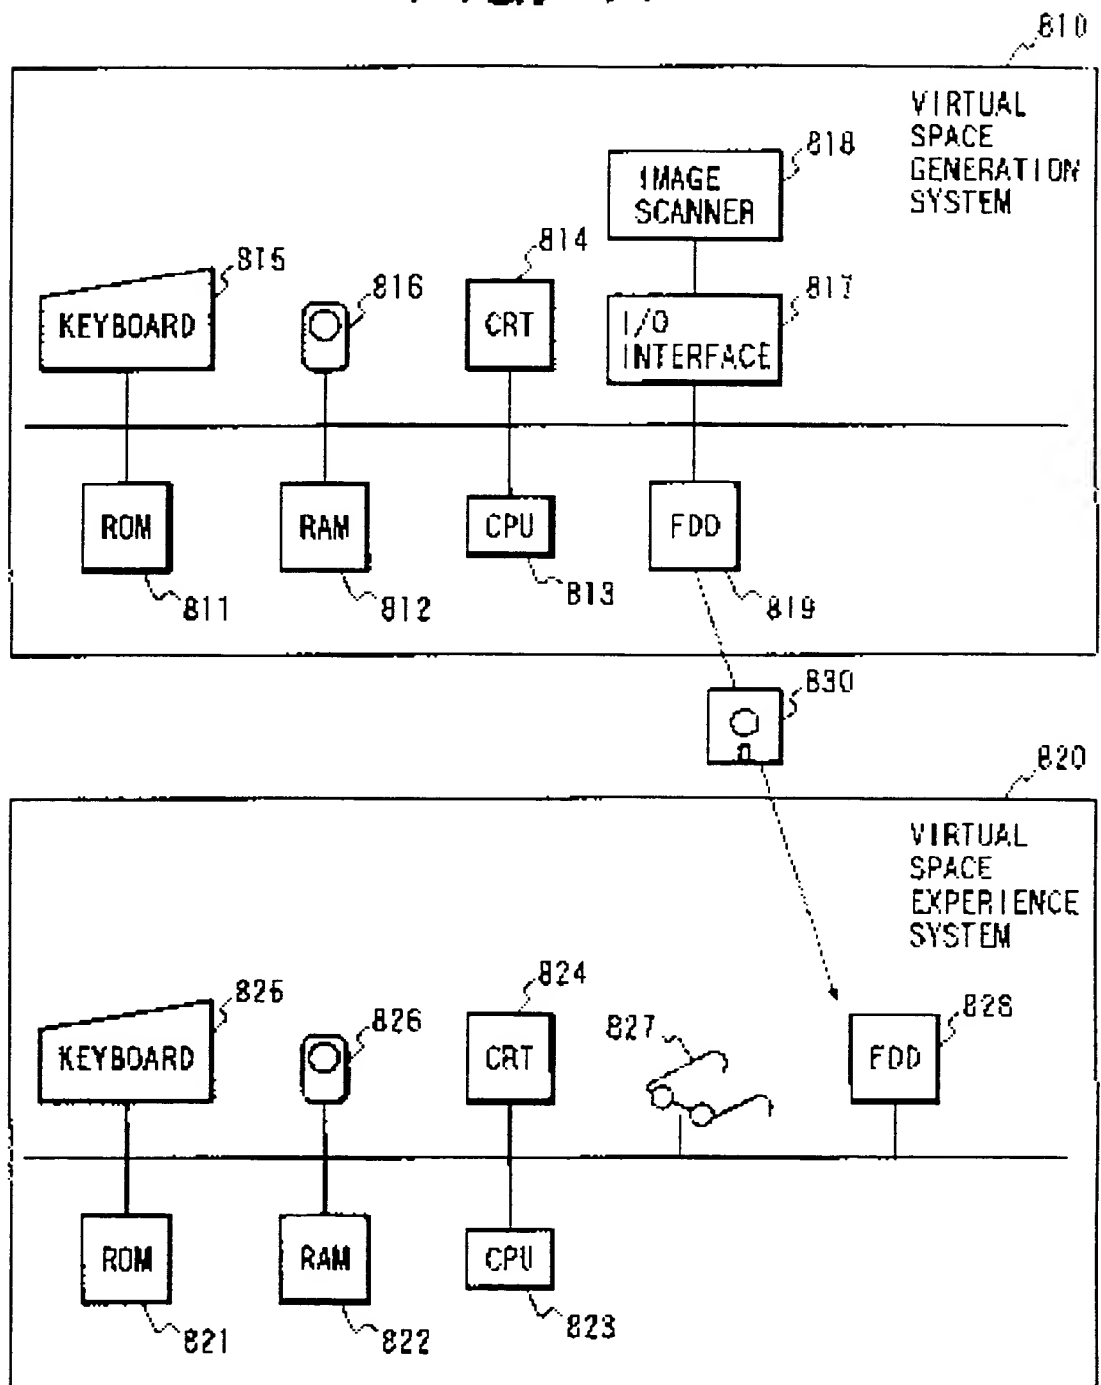 810
VIRTUAL
SPACE
GENERATION
SYSTEM
818
IMAGE
SCANNER
814
815
816
817
KEYBOARD
CRT
I/O
INTERFACE
ROM
RAM
CPU
FDD
811
812
813
819
830
820
VIRTUAL
SPACE
EXPERIENCE
SYSTEM
824
825
826
827
828
KEYBOARD
CRT
FDD
ROM
RAM
CPU
821
822
823